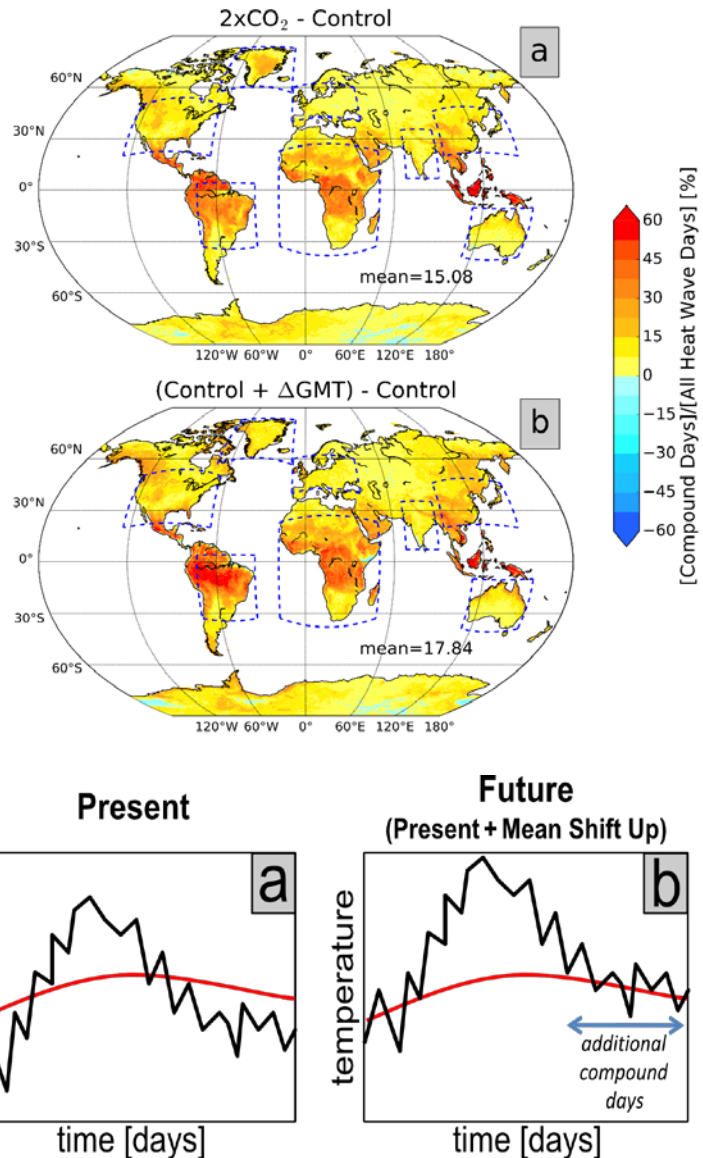 2xCO₂ - Control
a
60°N
30°N
0°
30°S
60°S
mean=15.08
120°W 60°W 0° 60°E 120°E 180°
(Control + ΔGMT) - Control
b
60°N
30°N
0°
30°S
60°S
mean=17.84
120°W 60°W 0° 60°E 120°E 180°
60
45
30
15
0
−15
−30
−45
−60
[Compound Days]/[All Heat Wave Days] [%]
Present
a
time [days]
Future
(Present + Mean Shift Up)
b
temperature
additional
compound
days
time [days]